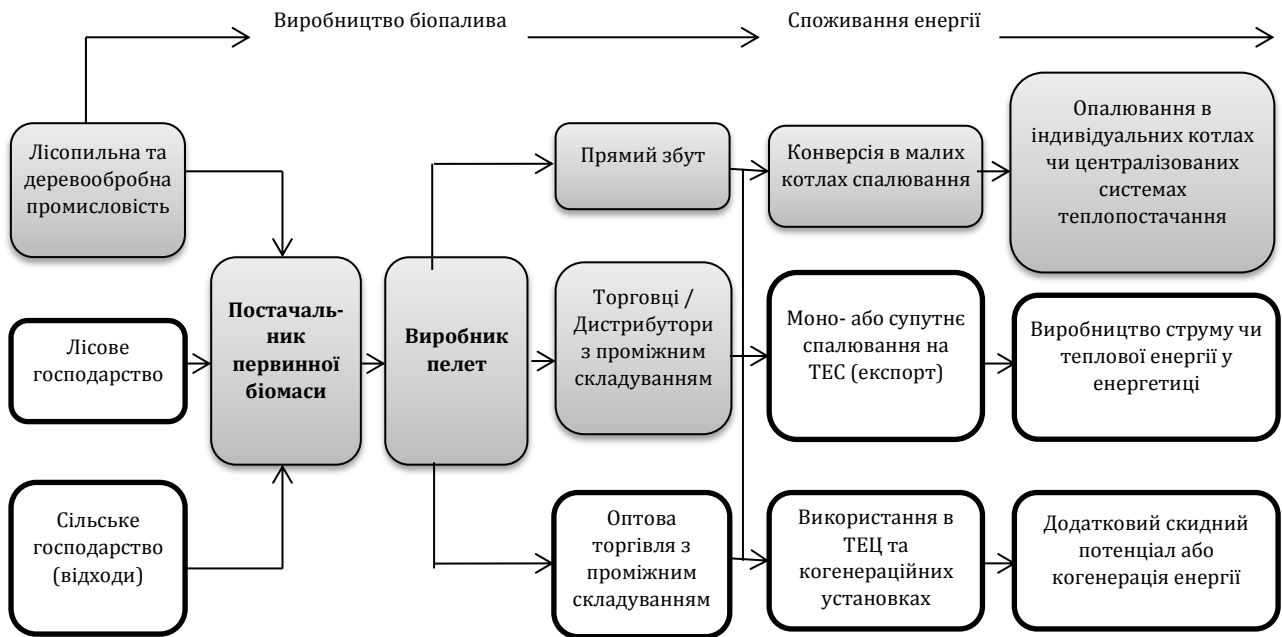 Виробництво біопалива
Споживання енергії
Лісопильна та
деревообробна
промисловість
Прямий збут
Конверсія в малих
котлах спалювання
Опалювання в
індивідуальних котлах
чи централізованих
системах
теплопостачання
Лісове
господарство
Постачаль-
ник
первинної
біомаси
Виробник
пелет
Торговці /
Дистрибутори
з проміжним
складуванням
Моно- або супутнє
спалювання на
ТЕС (експорт)
Виробництво струму чи
теплової енергії у
енергетиці
Сільське
господарство
(відходи)
Оптова
торгівля з
проміжним
складуванням
Використання в
ТЕЦ та
когенераційних
установках
Додатковий скидний
потенціал або
когенерація енергії